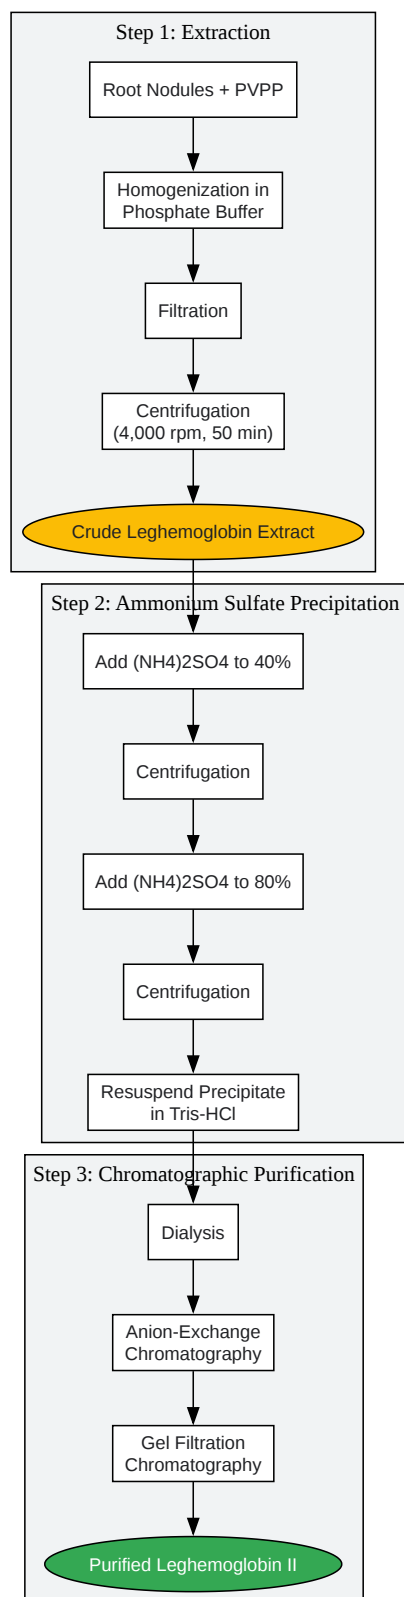 Step 1: Extraction
Root Nodules + PVPP
Homogenization in
Phosphate Buffer
Filtration
Centrifugation
(4,000 rpm, 50 min)
Crude Leghemoglobin Extract
Step 2: Ammonium Sulfate Precipitation
Add (NH4)2SO4 to 40%
Centrifugation
Add (NH4)2SO4 to 80%
Centrifugation
Resuspend Precipitate
in Tris-HCl
Step 3: Chromatographic Purification
Dialysis
Anion-Exchange
Chromatography
Gel Filtration
Chromatography
Purified Leghemoglobin II